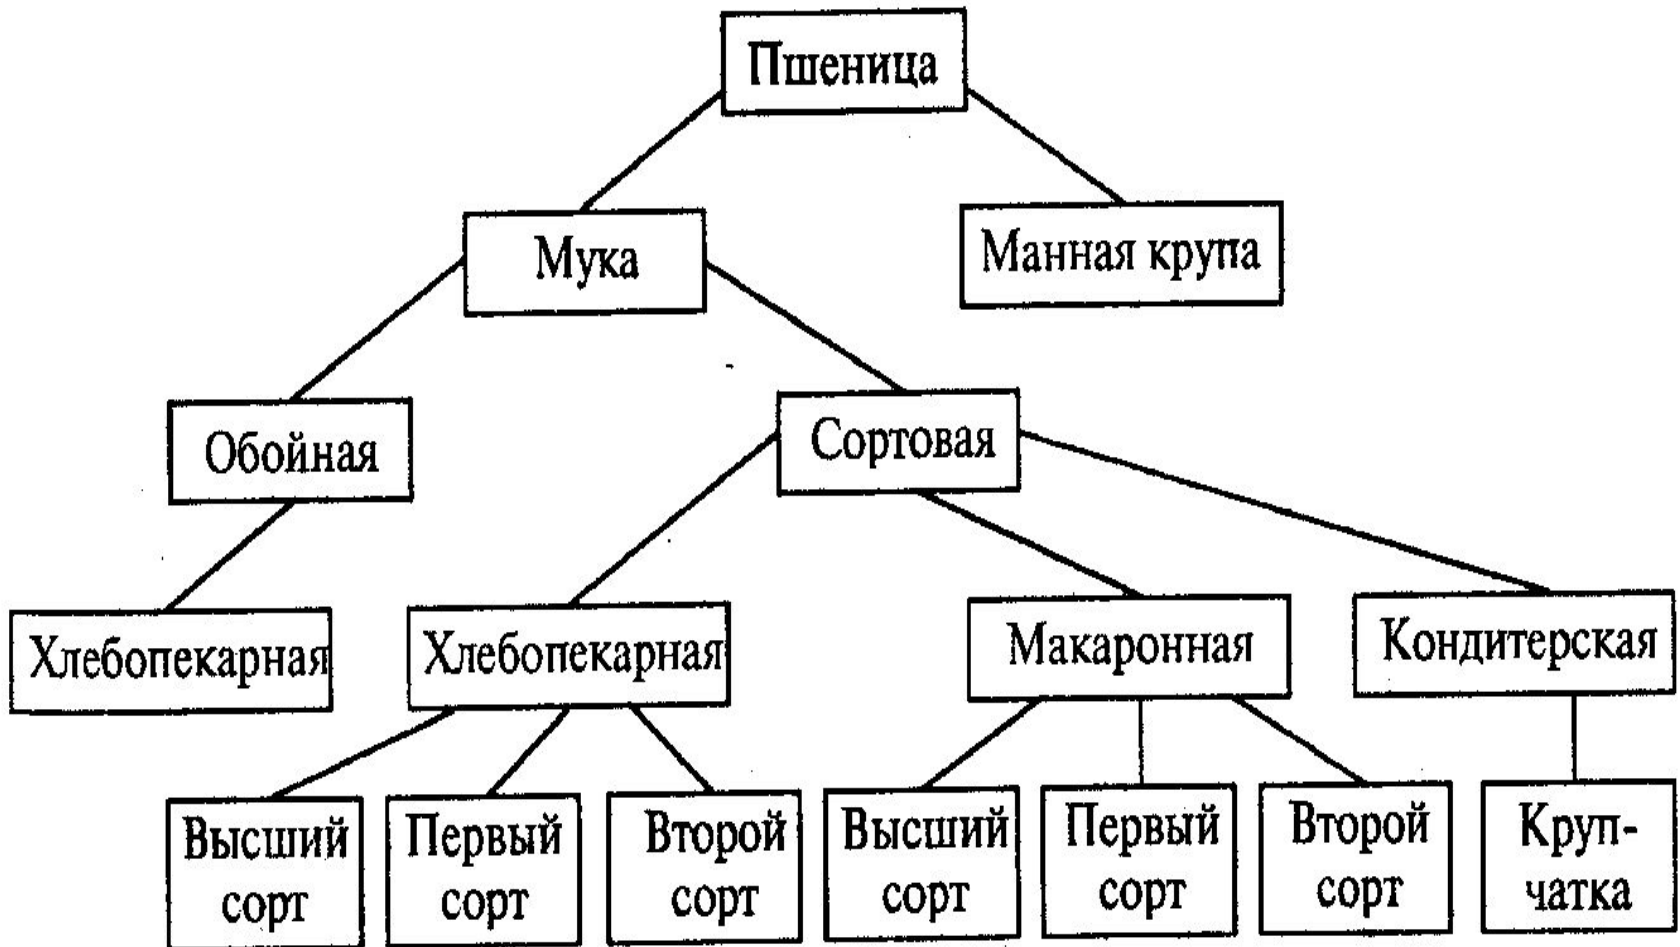 Пшеница
Мука
Манная крупа
Обойная
Сортовая
Хлебопекарная
Хлебопекарная
Макаронная
Кондитерская
Высший
сорт
Первый
сорт
Второй
сорт
Высший
сорт
Первый
сорт
Второй
сорт
Круп-
чатка